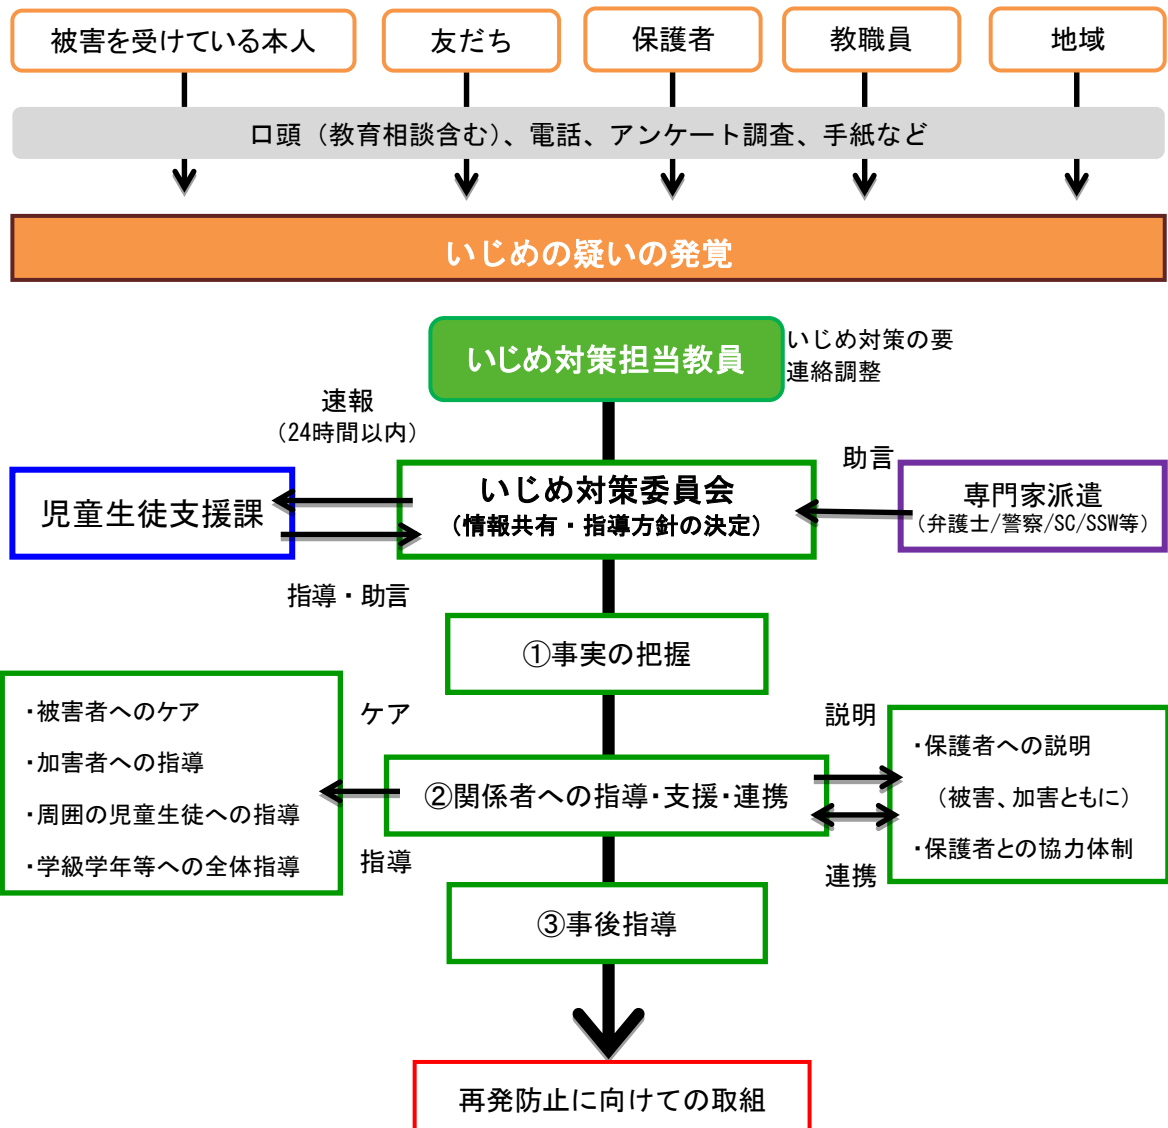 被害を受けている本人
友だち
保護者
教職員
地域
口頭（教育相談含む）、電話、アンケート調査、手紙など
いじめの疑いの発覚
いじめ対策担当教員
いじめ対策の要
連絡調整
速報
（24時間以内）
児童生徒支援課
いじめ対策委員会
（情報共有・指導方針の決定）
助言
専門家派遣
（弁護士/警察/SC/SSW等）
指導・助言
①事実の把握
・被害者へのケア
・加害者への指導
・周囲の児童生徒への指導
・学級学年等への全体指導
ケア
指導
②関係者への指導・支援・連携
説明
連携
・保護者への説明
（被害、加害ともに）
・保護者との協力体制
③事後指導
再発防止に向けての取組